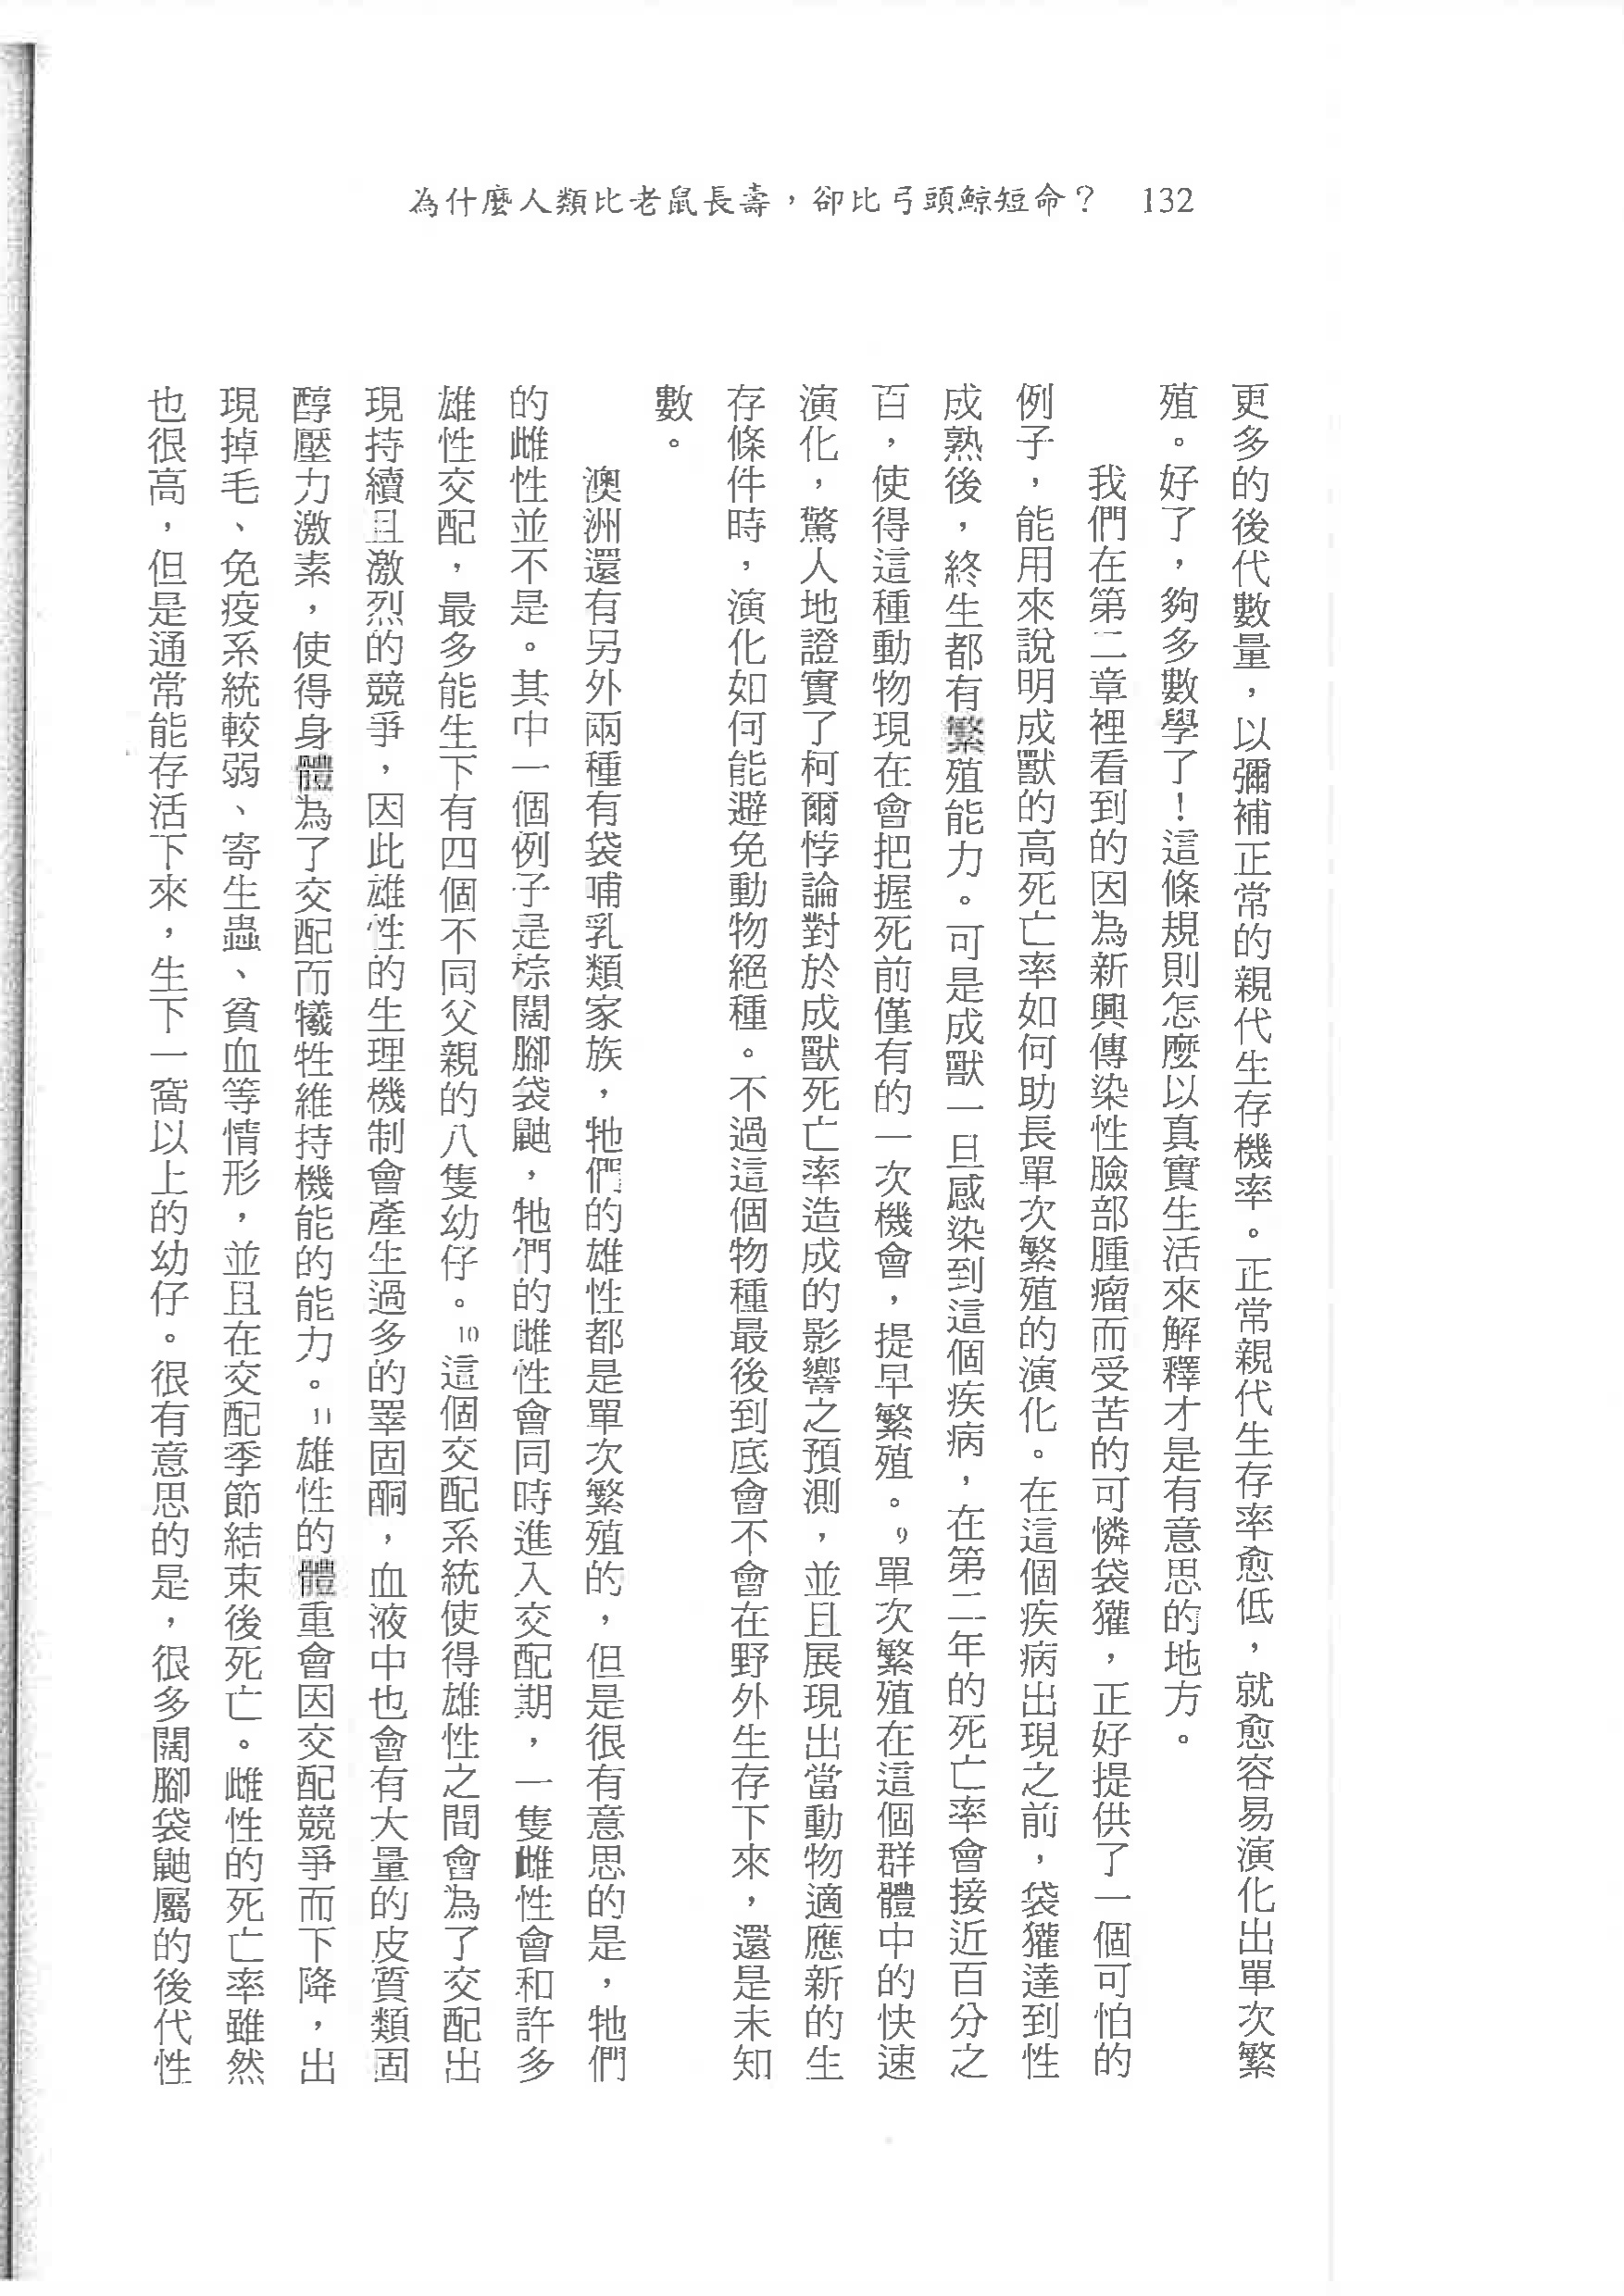 為什麼人類比老鼠長壽，卻比弓頭鯨短命？　132
更多的後代數量，以彌補正常的親代生存機率。正常親代生存率愈低，就愈容易演化出單次繁
殖。好了，夠多數學了！這條規則怎麼以真實生活來解釋才是有意思的地方。
我們在第二章裡看到的因為新興傳染性臉部腫瘤而受苦的可憐袋獾，正好提供了一個可怕的
例子，能用來說明成獸的高死亡率如何助長單次繁殖的演化。在這個疾病出現之前，袋獾達到性
成熟後，終生都有繁殖能力。可是成獸一旦感染到這個疾病，在第二年的死亡率會接近百分之
百，使得這種動物現在會把握死前僅有的一次機會，提早繁殖。9單次繁殖在這個群體中的快速
演化，驚人地證實了柯爾悖論對於成獸死亡率造成的影響之預測，並且展現出當動物適應新的生
存條件時，演化如何能避免動物絕種。不過這個物種最後到底會不會在野外生存下來，還是未知
數。
澳洲還有另外兩種有袋哺乳類家族，牠們的雄性都是單次繁殖的，但是很有意思的是，牠們
的雌性並不是。其中一個例子是棕闊腳袋鼬，牠們的雌性會同時進入交配期，一隻雌性會和許多
雄性交配，最多能生下有四個不同父親的八隻幼仔。10這個交配系統使得雄性之間會為了交配出
現持續且激烈的競爭，因此雄性的生理機制會產生過多的睪固酮，血液中也會有大量的皮質類固
醇壓力激素，使得身體為了交配而犧牲維持機能的能力。11雄性的體重會因交配競爭而下降，出
現掉毛、免疫系統較弱、寄生蟲、貧血等情形，並且在交配季節結束後死亡。雌性的死亡率雖然
也很高，但是通常能存活下來，生下一窩以上的幼仔。很有意思的是，很多闊腳袋鼬屬的後代性